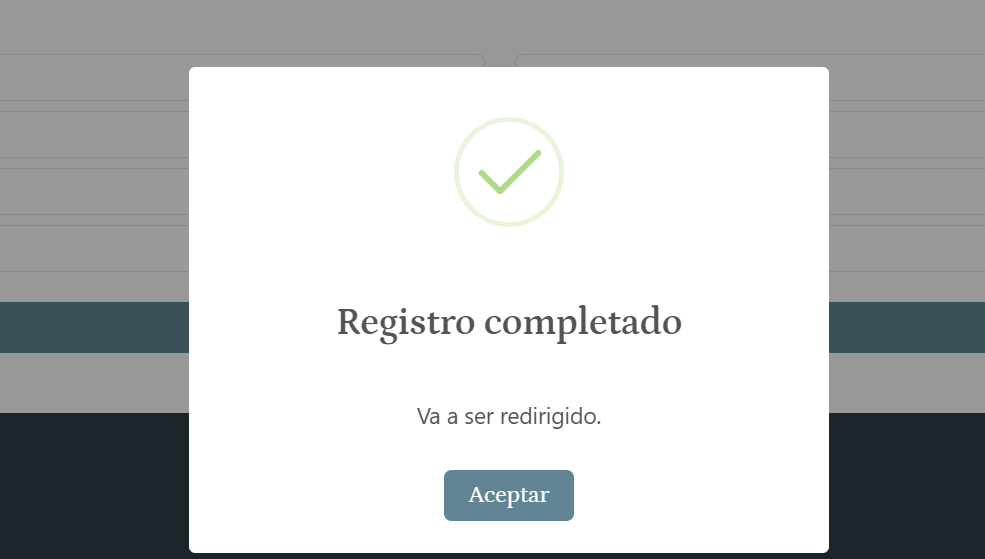 Registro completado
Va a ser redirigido.
Aceptar